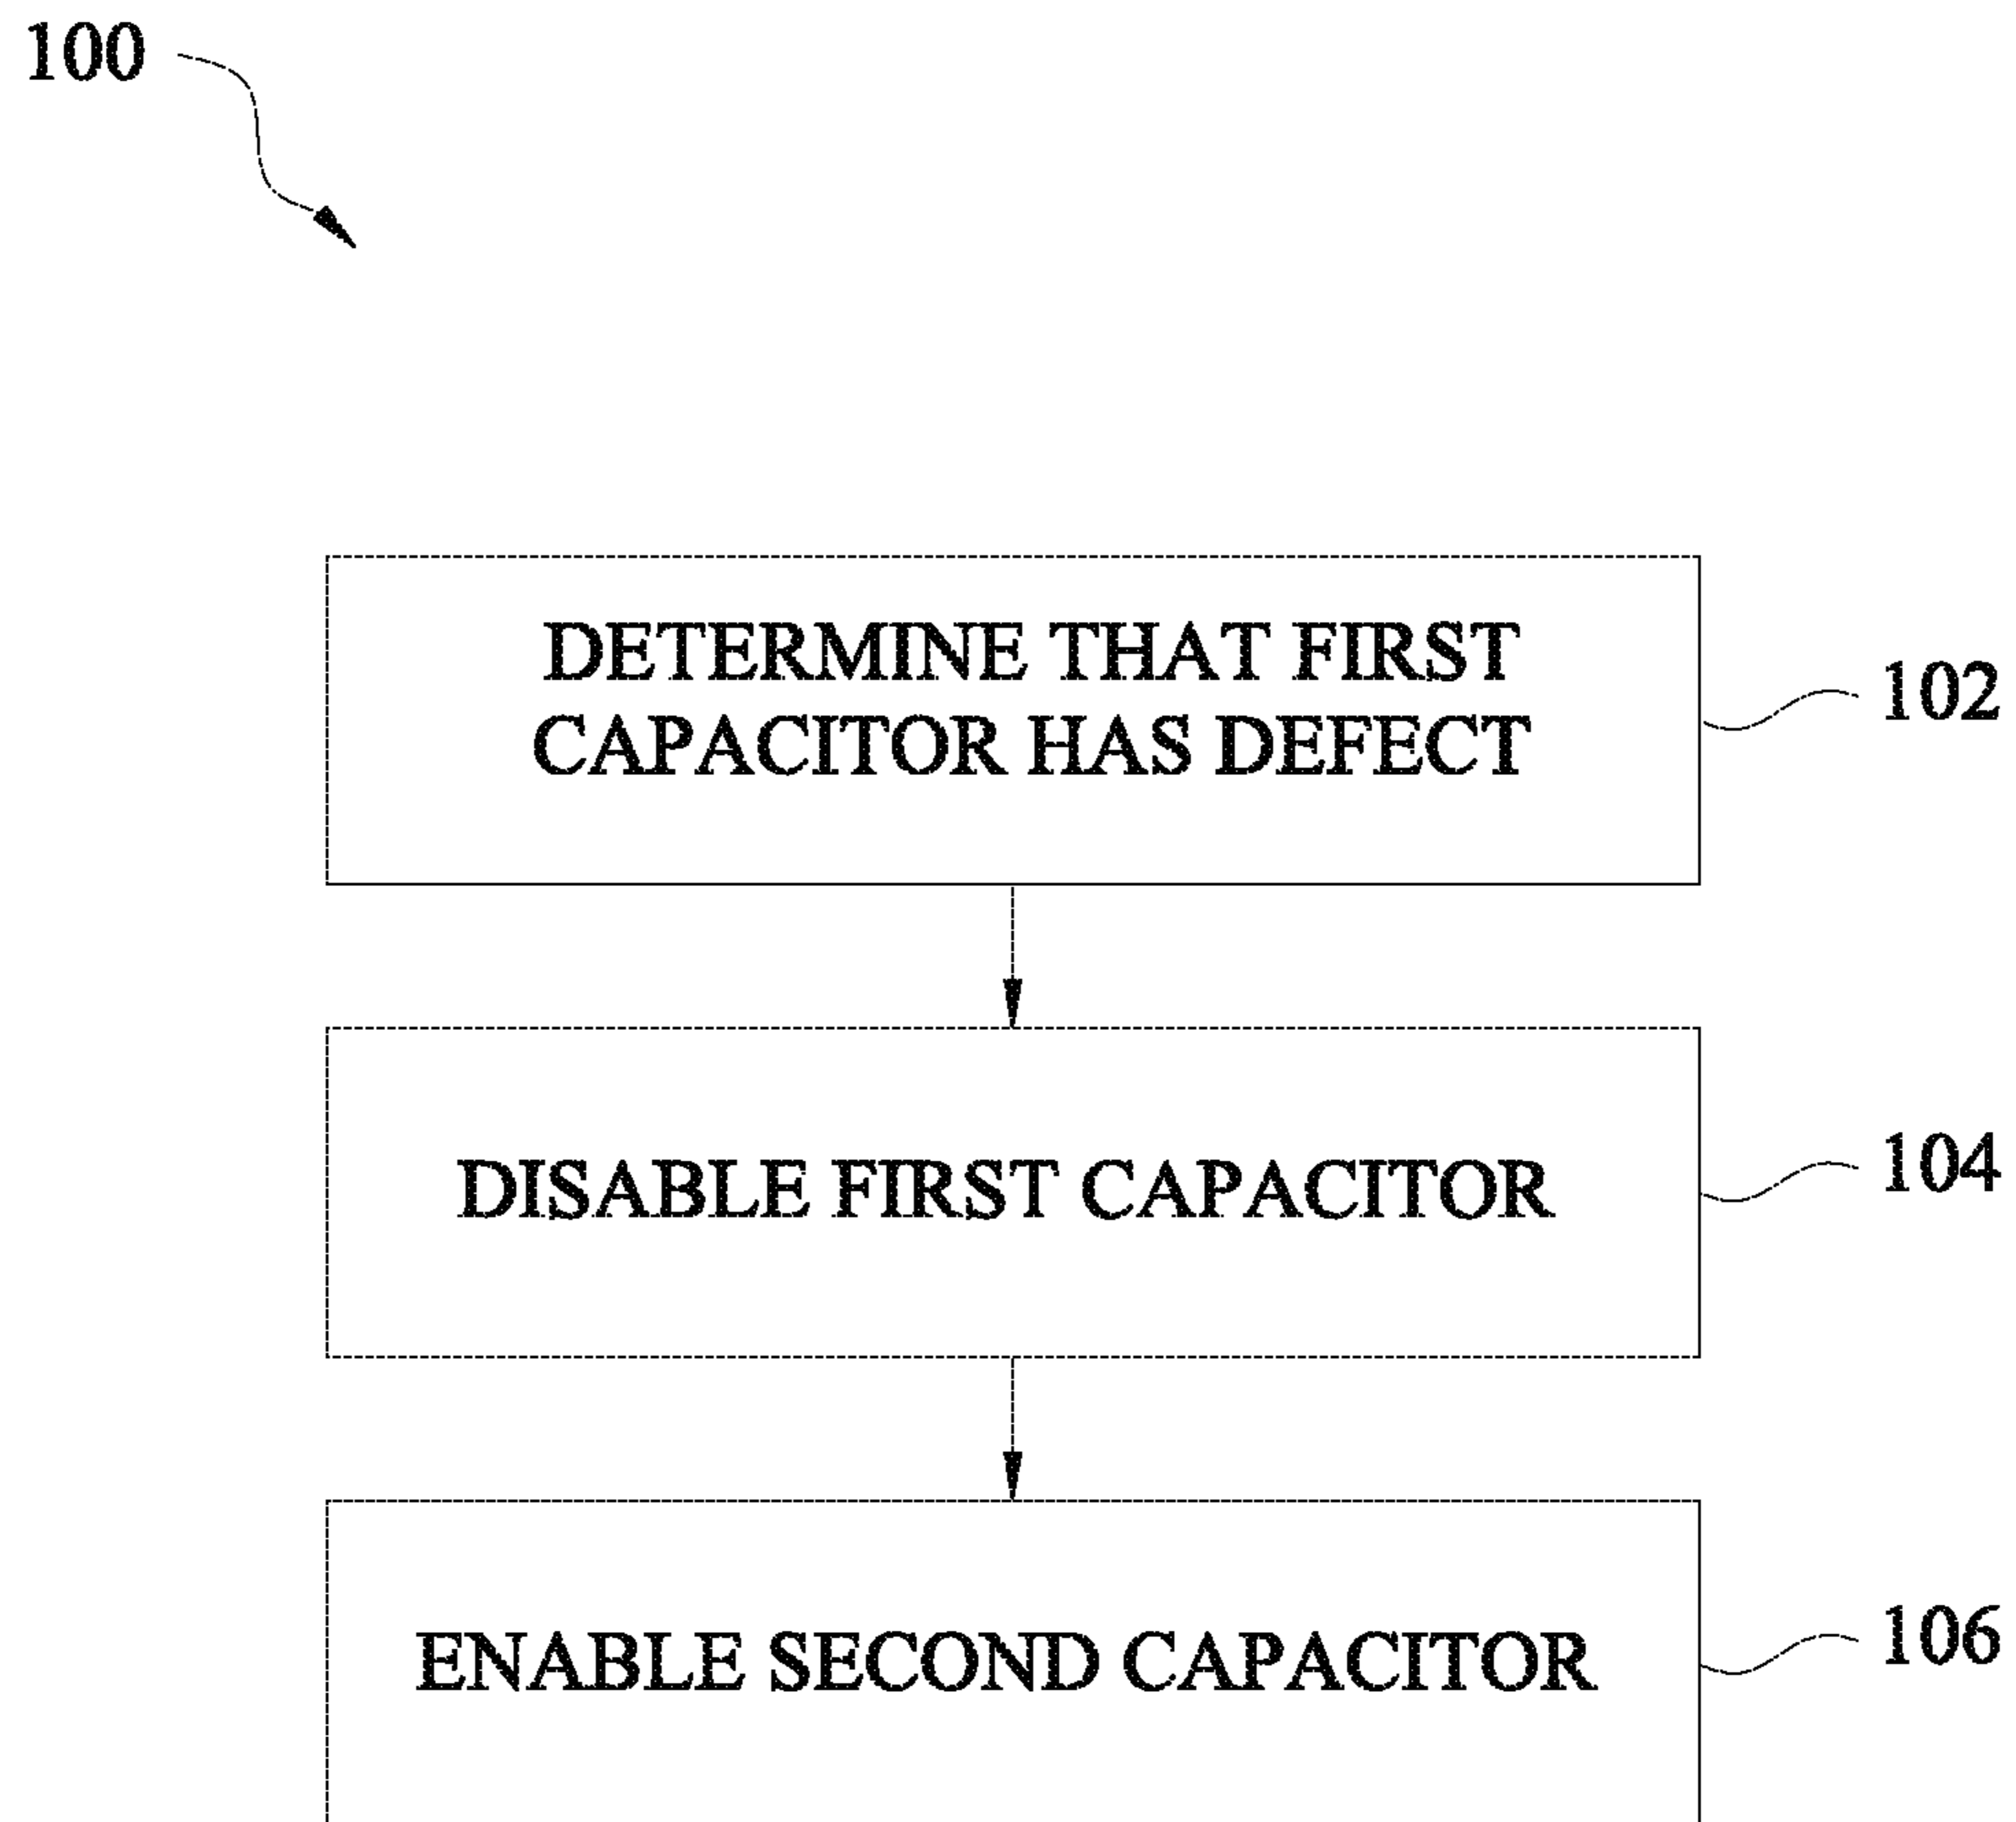 100
DETERMINE THAT FIRST
CAPACITOR HAS DEFECT
102
DISABLE FIRST CAPACITOR
104
ENABLE SECOND CAPACITOR
106